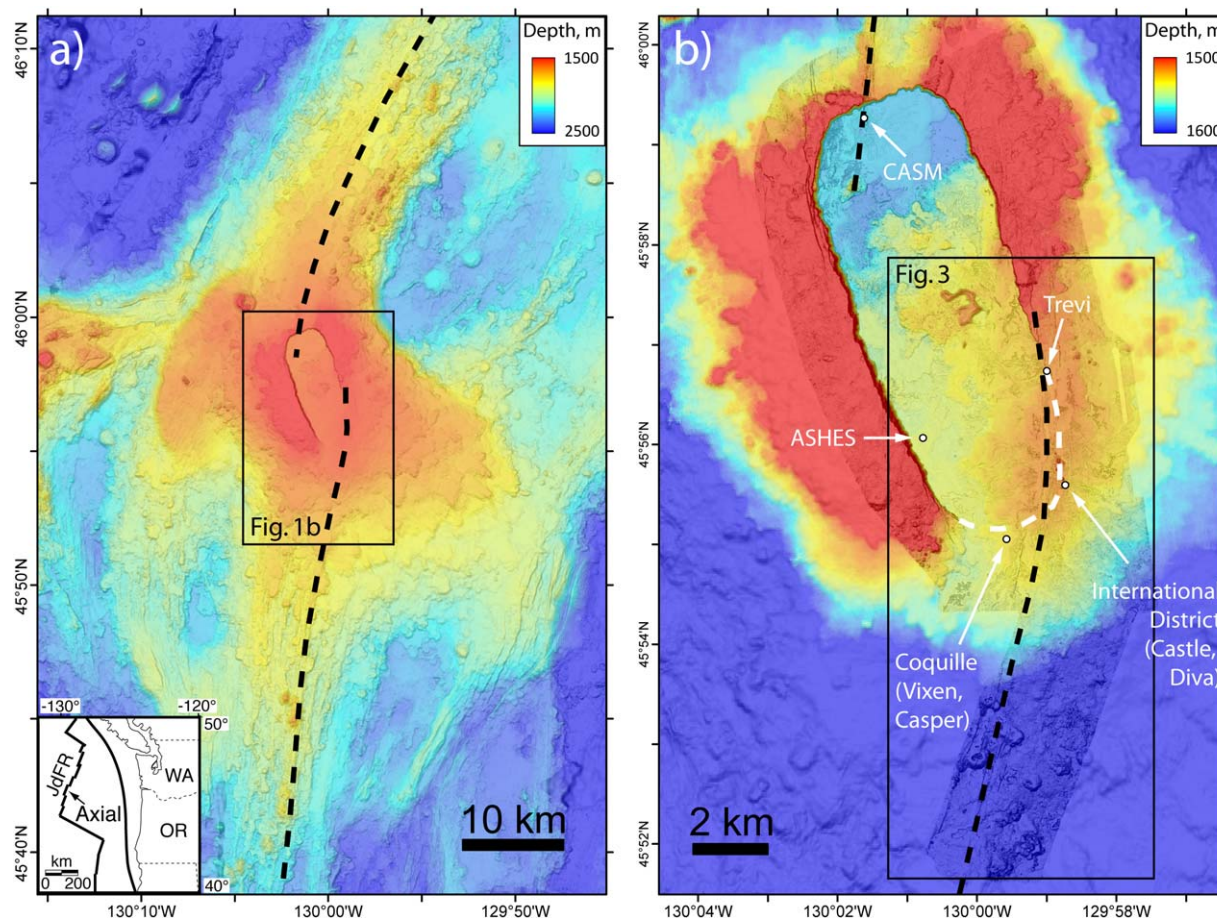 a)
Depth, m
1500
2500
46°10'N
46°00'N
45°50'N
45°40'N
Fig. 1b
-130°
-120°
50°
40°
WA
OR
JdFR
Axial
km
0 200
10 km
130°10'W
130°00'W
129°50'W
b)
Depth, m
1500
1600
46°00'N
45°58'N
45°56'N
45°54'N
45°52'N
CASM
Fig. 3
Trevi
ASHES
Coquille
(Vixen,
Casper)
International
District
(Castle,
Diva)
2 km
130°04'W
130°02'W
130°00'W
129°58'W